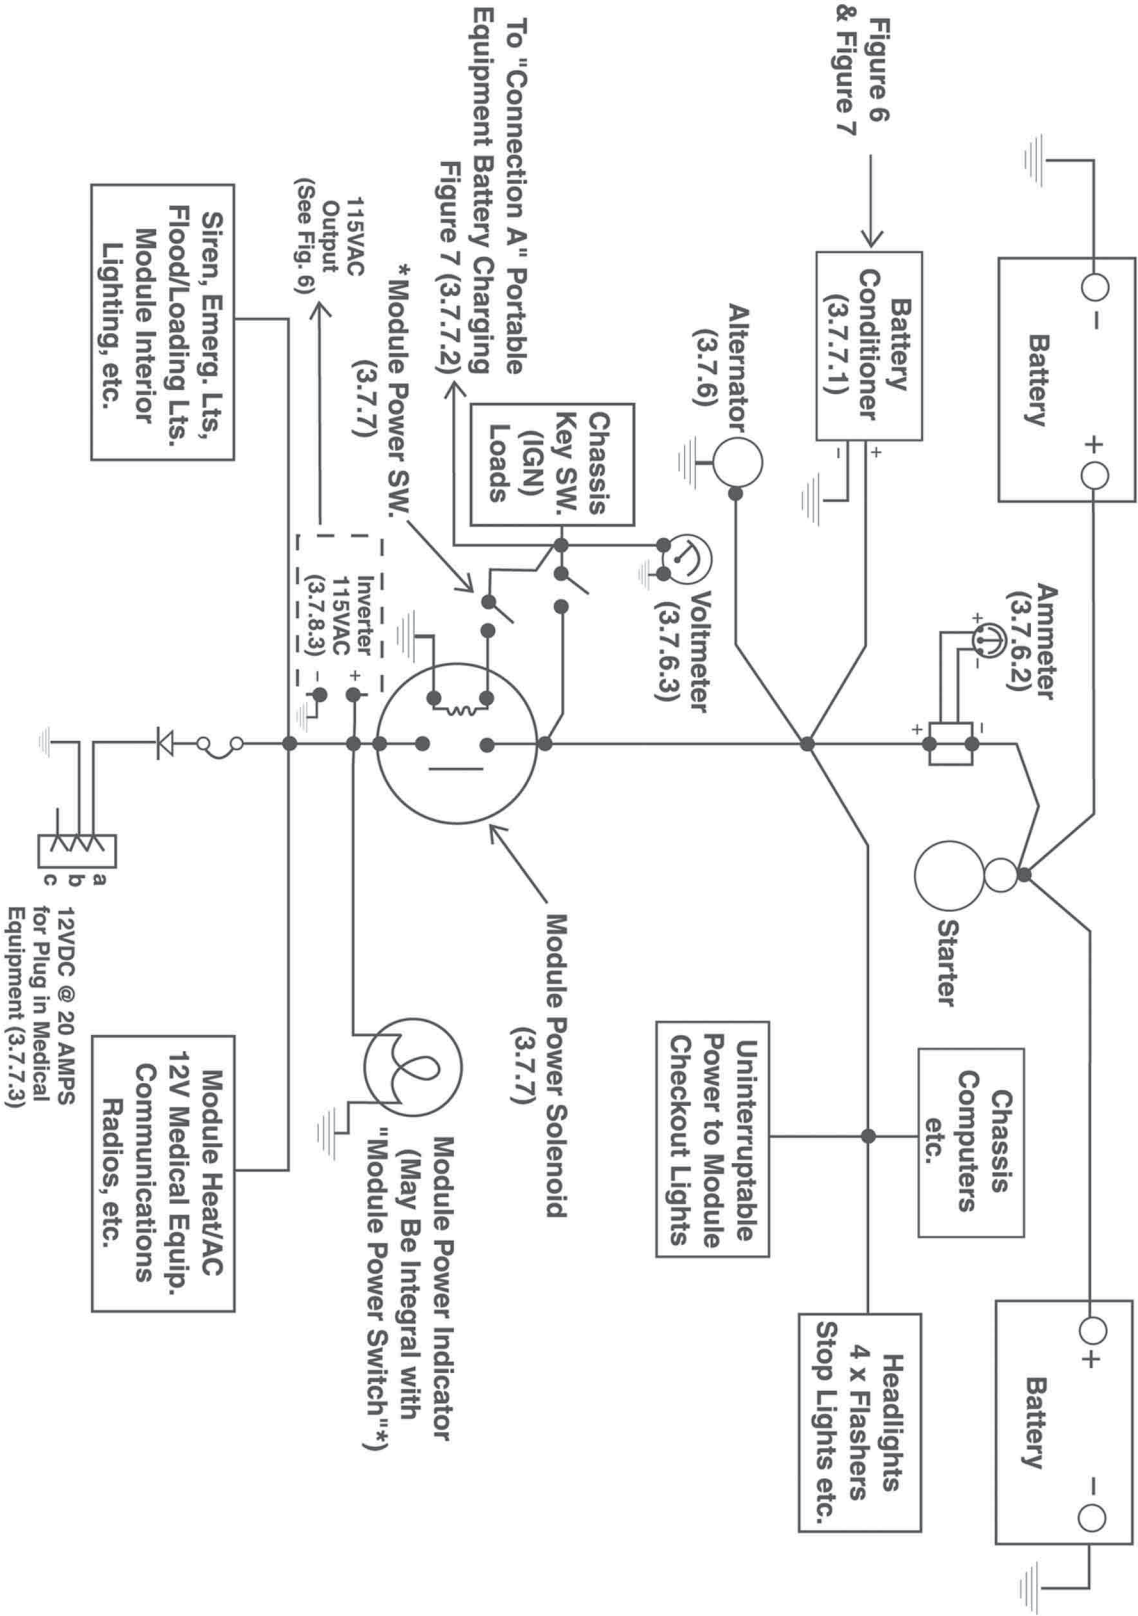 Battery
−
+
Battery
+
−
Ammeter
(3.7.6.2)
+
−
+
−
Starter
Figure 6
& Figure 7
Battery
Conditioner
(3.7.7.1)
+
−
Chassis
Computers
etc.
Headlights
4 x Flashers
Stop Lights etc.
Alternator
(3.7.6)
Uninterruptable
Power to Module
Checkout Lights
Voltmeter
(3.7.6.3)
Chassis
Key SW.
(IGN)
Loads
To "Connection A" Portable
Equipment Battery Charging
Figure 7 (3.7.7.2)
Module Power Solenoid
(3.7.7)
*Module Power SW.
(3.7.7)
Module Power Indicator
(May Be Integral with
"Module Power Switch"*)
115VAC
Output
(See Fig. 6)
Inverter
115VAC
(3.7.8.3)
+
−
Siren, Emerg. Lts,
Flood/Loading Lts.
Module Interior
Lighting, etc.
Module Heat/AC
12V Medical Equip.
Communications
Radios, etc.
a
b
c
12VDC @ 20 AMPS
for Plug in Medical
Equipment (3.7.7.3)